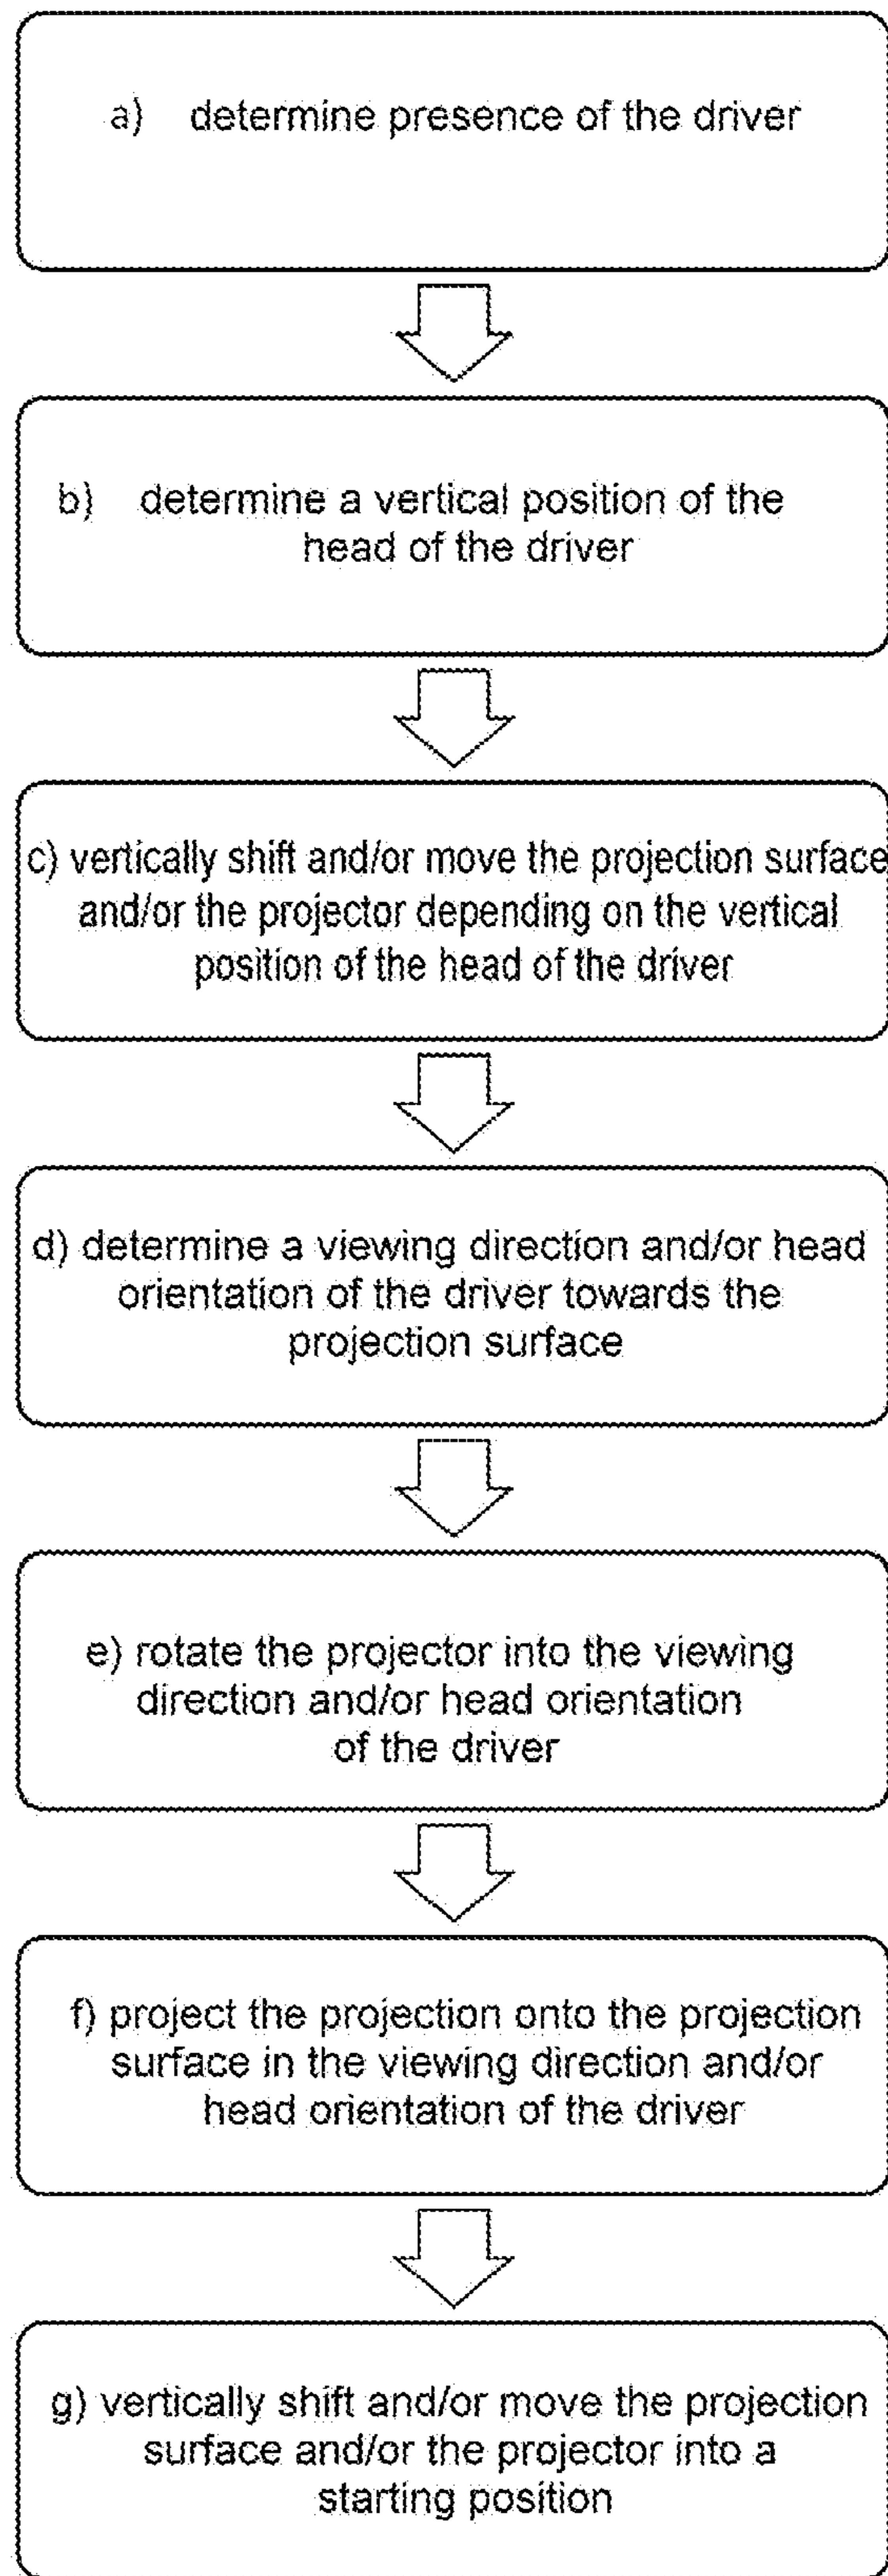 a) determine presence of the driver
b) determine a vertical position of the
head of the driver
c) vertically shift and/or move the projection surface
and/or the projector depending on the vertical
position of the head of the driver
d) determine a viewing direction and/or head
orientation of the driver towards the
projection surface
e) rotate the projector into the viewing
direction and/or head orientation
of the driver
f) project the projection onto the projection
surface in the viewing direction and/or
head orientation of the driver
g) vertically shift and/or move the projection
surface and/or the projector into a
starting position